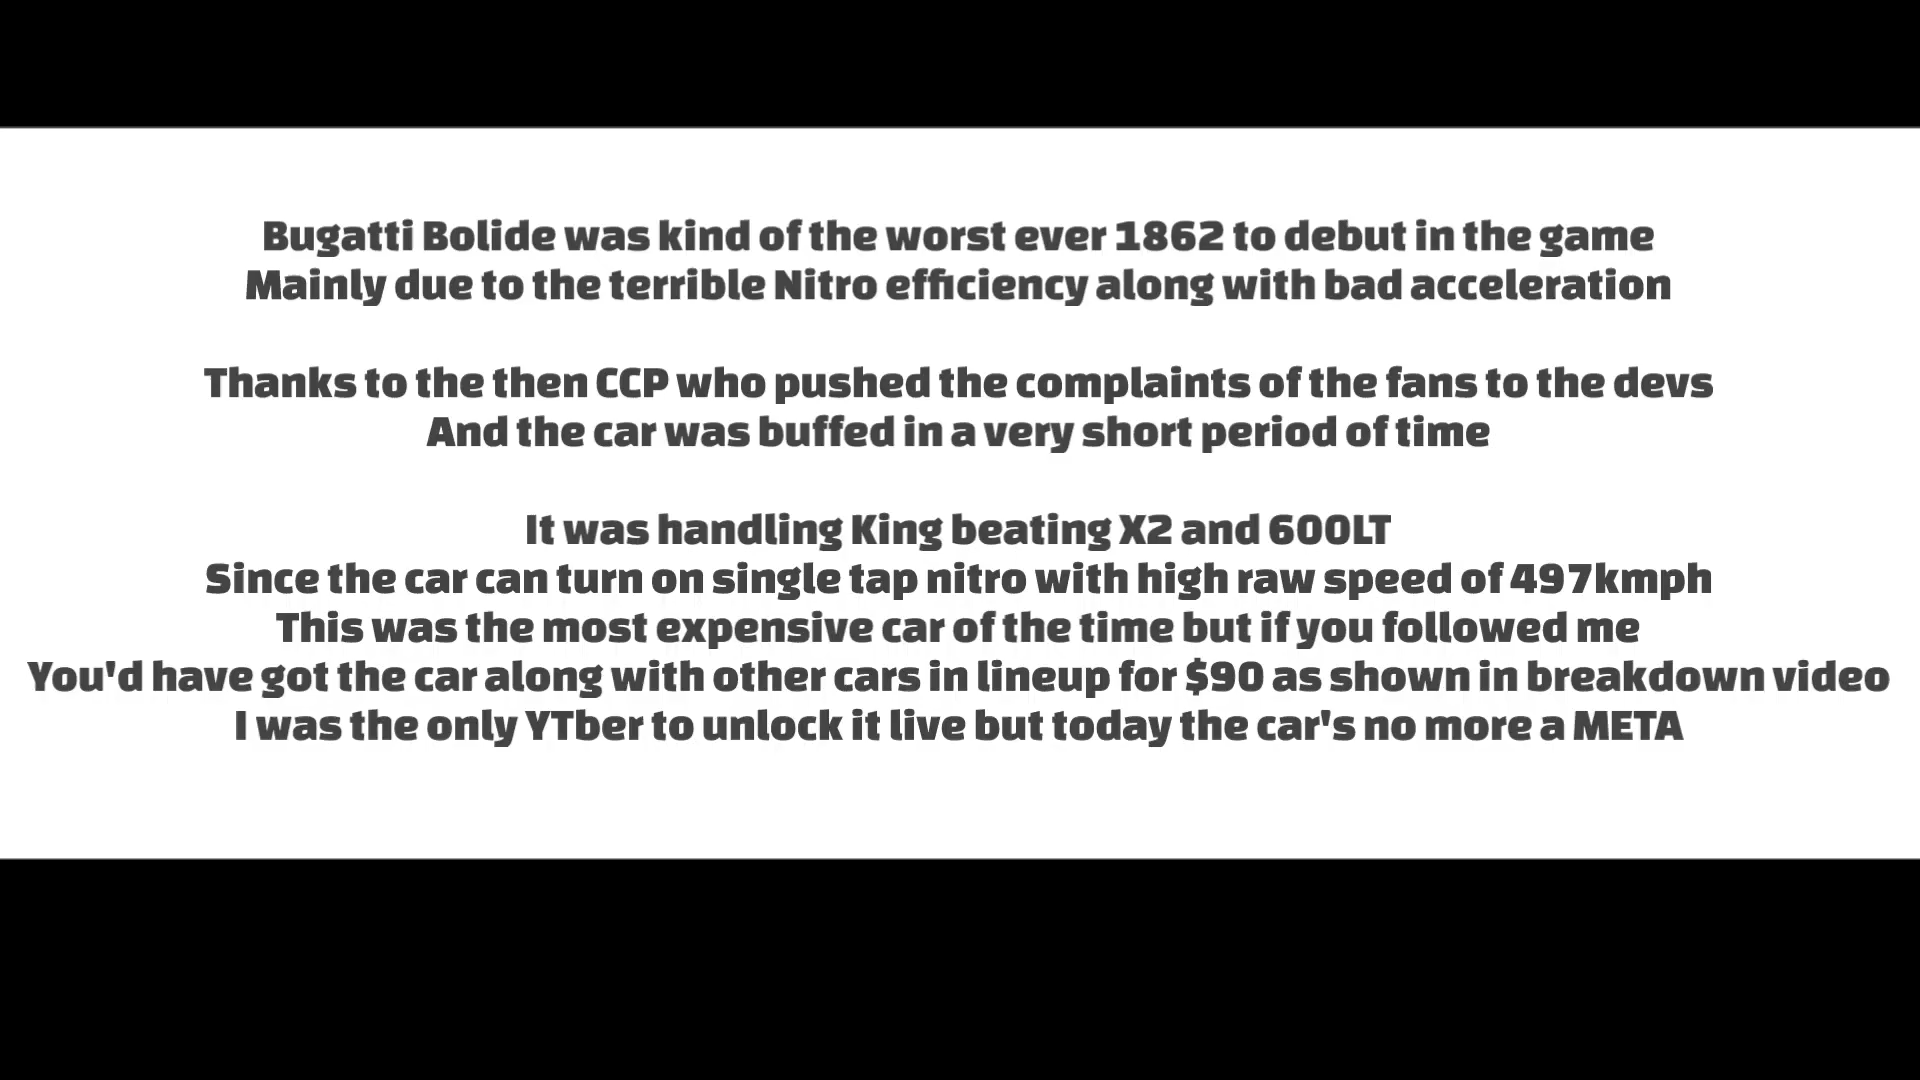 Bugatti Bolide was kind of the worst ever 1862 to debut in the game
Mainly due to the terrible Nitro efficiency along with bad acceleration
Thanks to the then CCP who pushed the complaints of the fans to the devs
And the car was buffed in a very short period of time
It was handling King beating X2 and 600LT
Since the car can turn on single tap nitro with high raw speed of 497kmph
This was the most expensive car of the time but if you followed me
You'd have got the car along with other cars in lineup for $90 as shown in breakdown video
I was the only YTber to unlock it live but today the car's no more a META